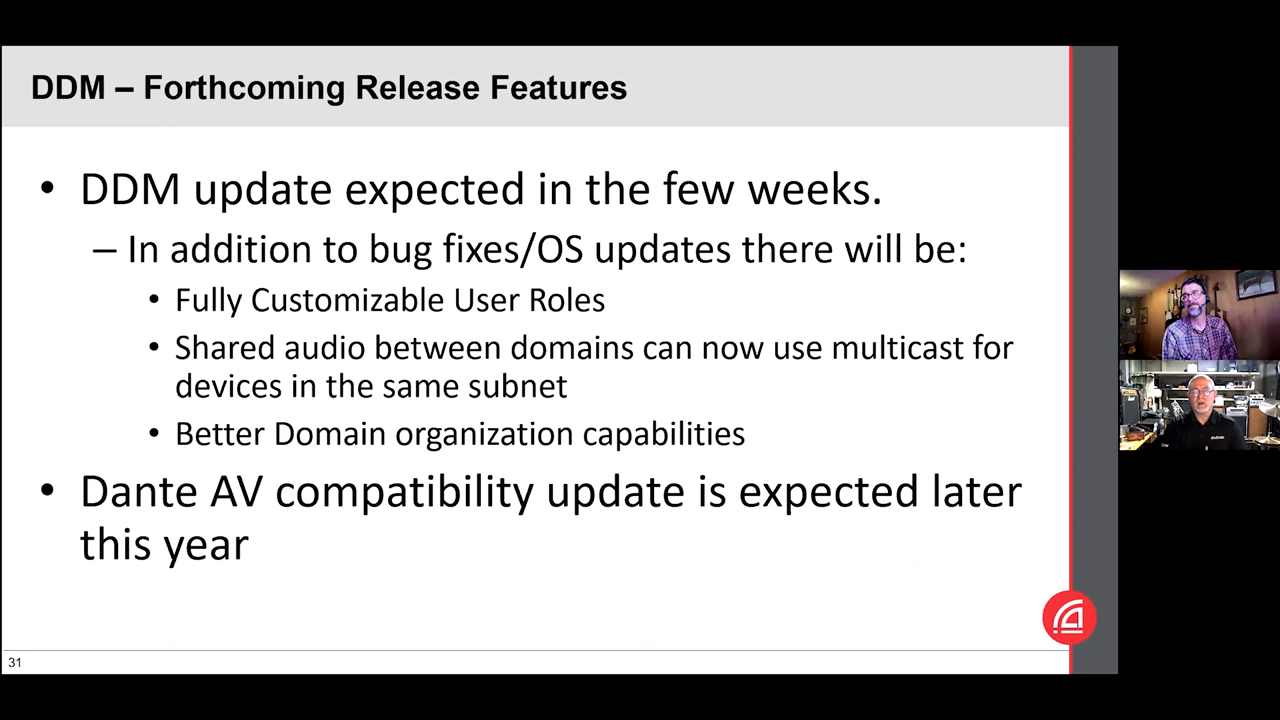 DDM – Forthcoming Release Features
• DDM update expected in the few weeks.
– In addition to bug fixes/OS updates there will be:
• Fully Customizable User Roles
• Shared audio between domains can now use multicast for
devices in the same subnet
• Better Domain organization capabilities
• Dante AV compatibility update is expected later
this year
31